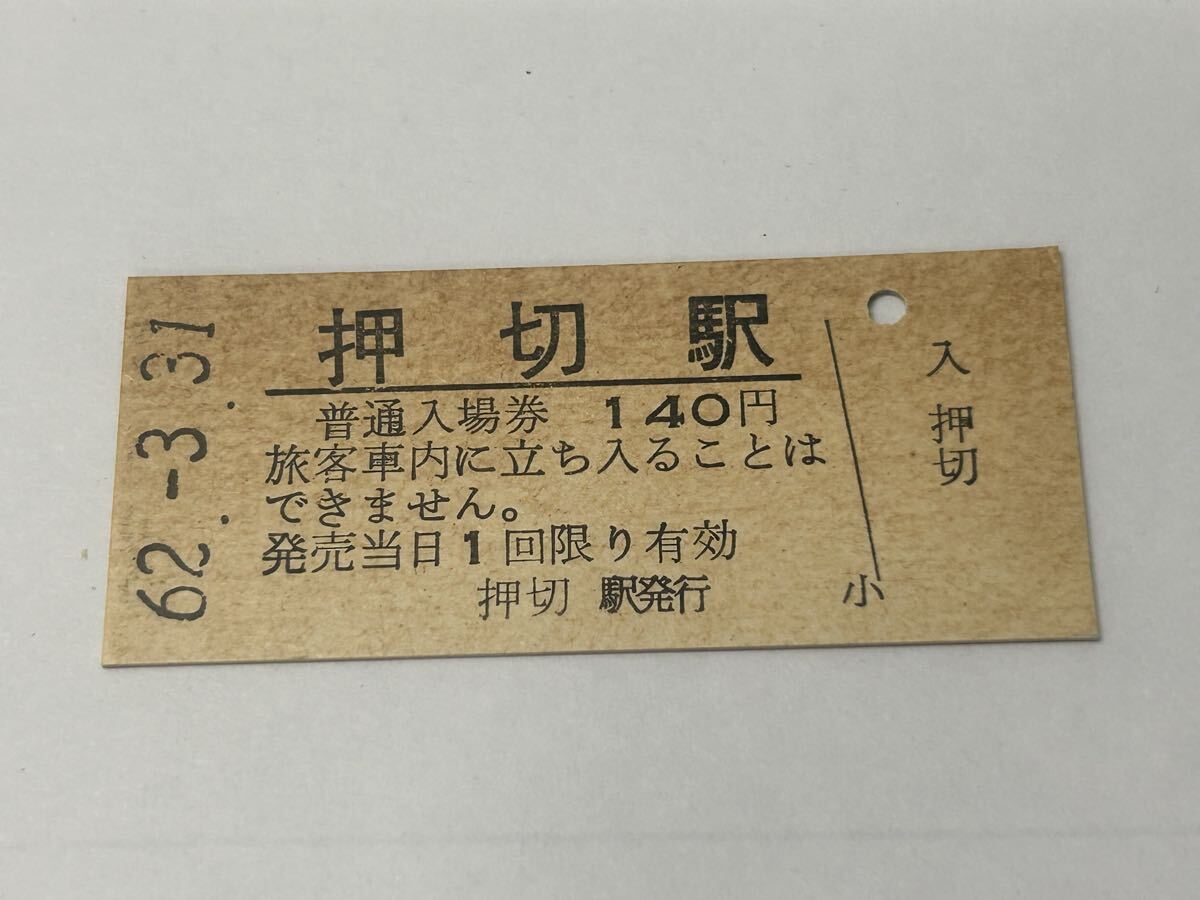 62.-3.31
押切駅
普通入場券 140円
旅客車内に立ち入ることは
できません。
発売当日1回限り有効
押切 駅発行
入
押切
小